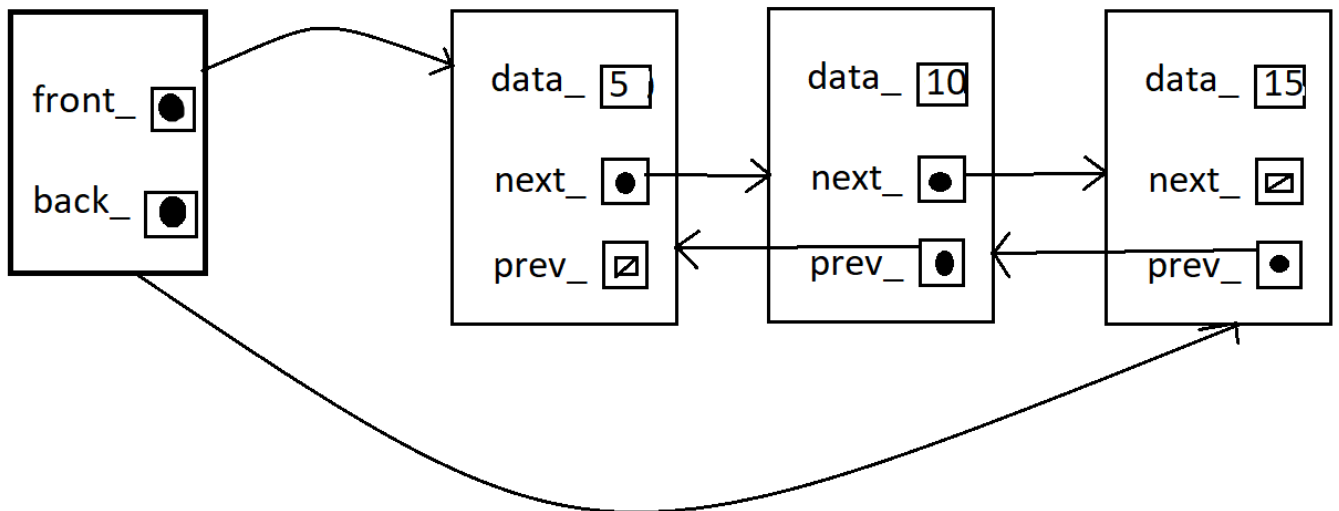 front_
back_
data_ 5
next_
prev_
data_ 10
next_
prev_
data_ 15
next_
prev_